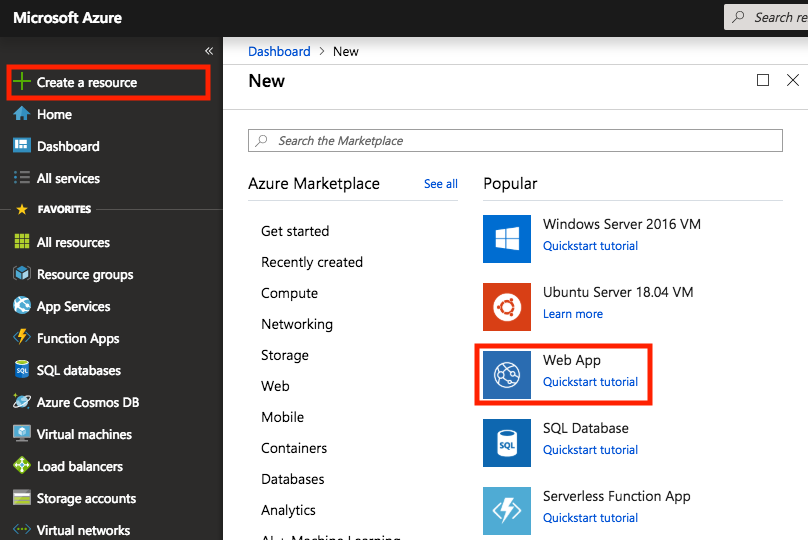 Microsoft Azure
Search resou
«
Create a resource
Home
Dashboard
All services
FAVORITES
All resources
Resource groups
App Services
Function Apps
SQL databases
Azure Cosmos DB
Virtual machines
Load balancers
Storage accounts
Virtual networks
Dashboard > New
New
Search the Marketplace
Azure Marketplace
See all
Get started
Recently created
Compute
Networking
Storage
Web
Mobile
Containers
Databases
Analytics
AI + Machine Learning
Popular
Windows Server 2016 VM
Quickstart tutorial
Ubuntu Server 18.04 VM
Learn more
Web App
Quickstart tutorial
SQL
SQL Database
Quickstart tutorial
Serverless Function App
Quickstart tutorial